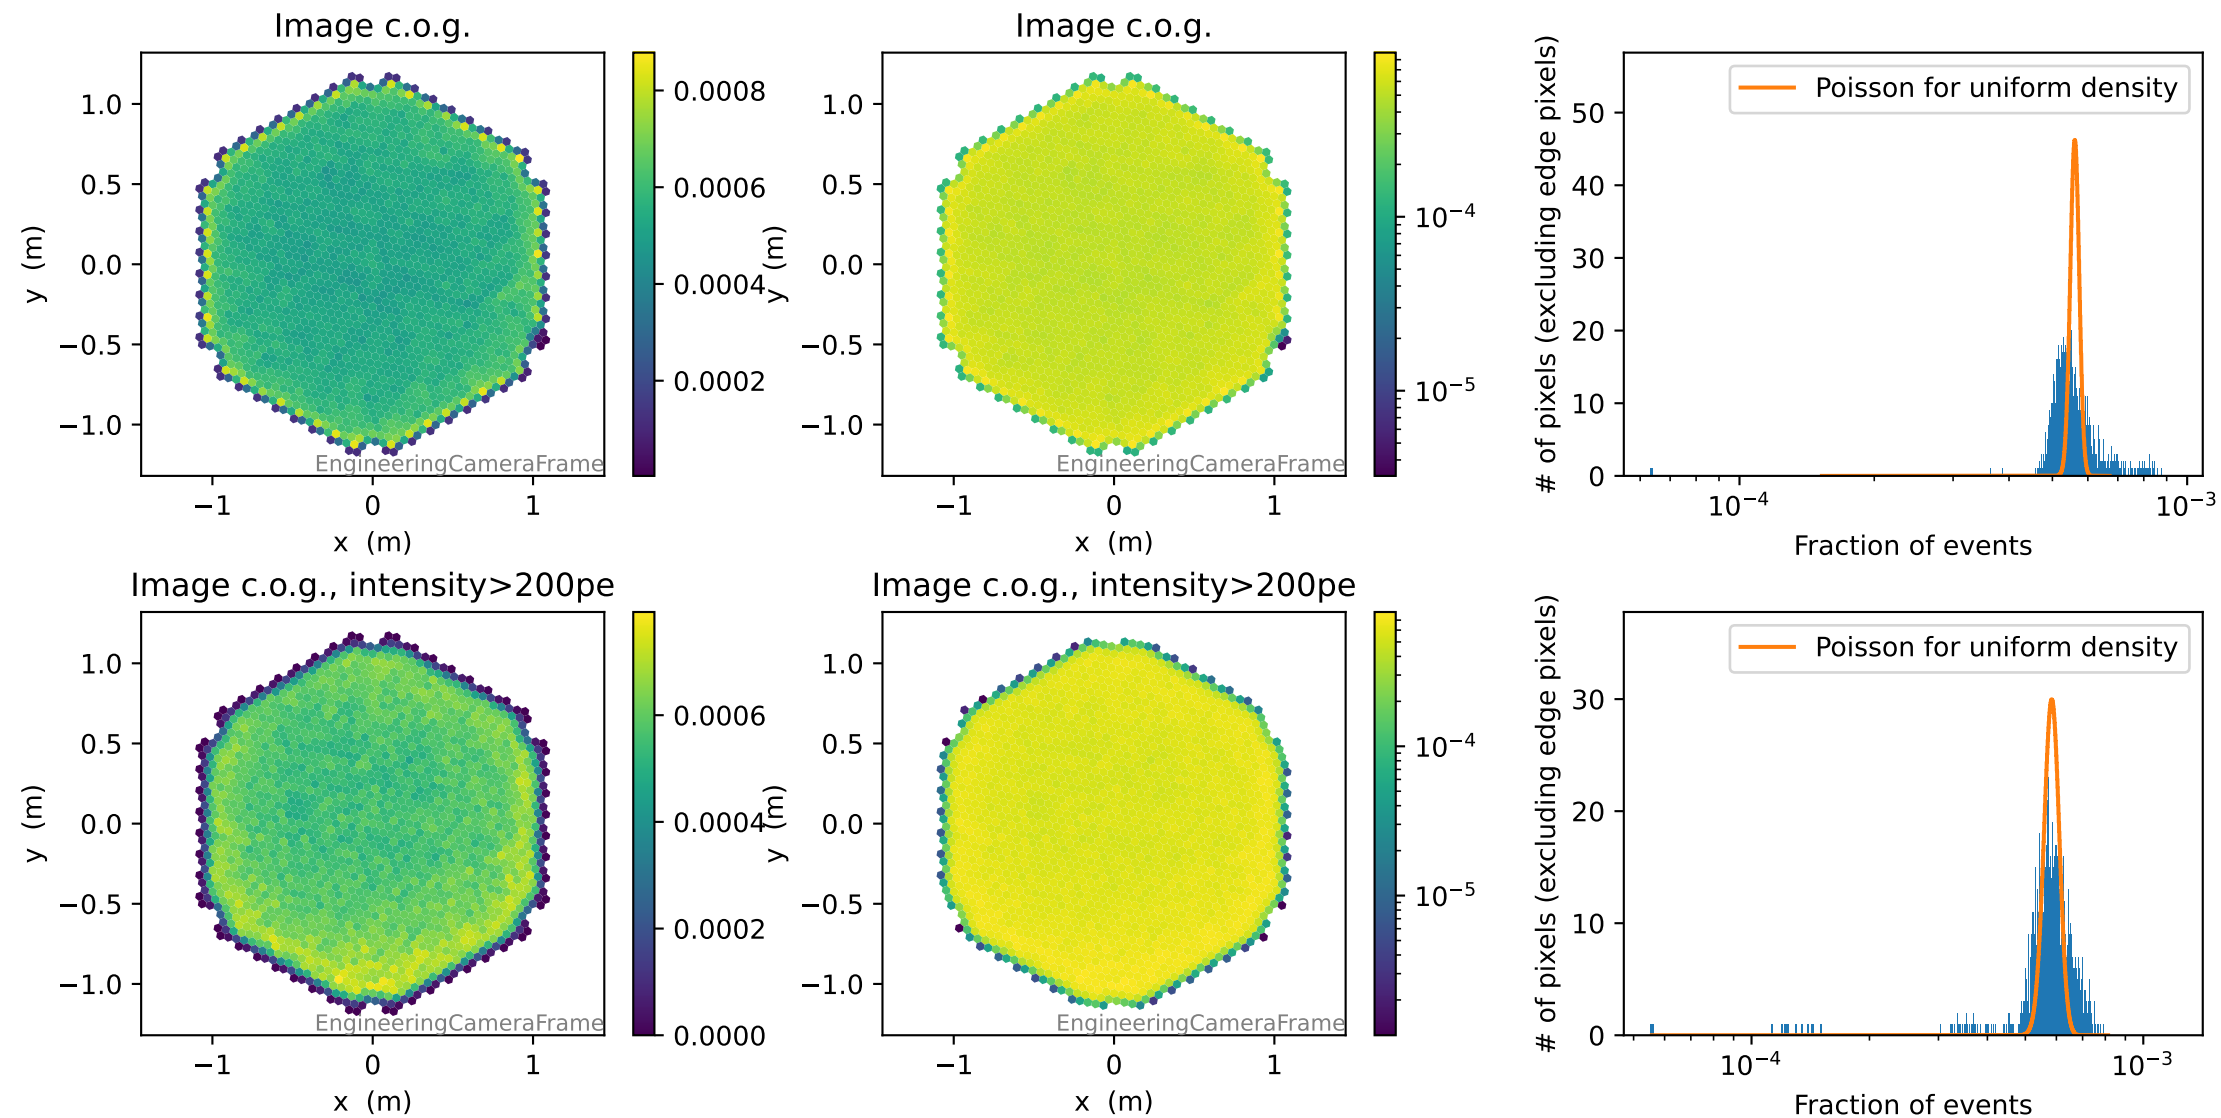 Image c.o.g.
y (m)
1.0
0.5
0.0
−0.5
−1.0
−1
0
1
x (m)
EngineeringCameraFrame
0.0008
0.0006
0.0004
0.0002
Image c.o.g.
y (m)
1.0
0.5
0.0
−0.5
−1.0
−1
0
1
x (m)
EngineeringCameraFrame
10⁻⁴
10⁻⁵
# of pixels (excluding edge pixels)
50
40
30
20
10
0
Poisson for uniform density
10⁻⁴
10⁻³
Fraction of events
Image c.o.g., intensity>200pe
y (m)
1.0
0.5
0.0
−0.5
−1.0
−1
0
1
x (m)
EngineeringCameraFrame
0.0006
0.0004
0.0002
0.0000
Image c.o.g., intensity>200pe
y (m)
1.0
0.5
0.0
−0.5
−1.0
−1
0
1
x (m)
EngineeringCameraFrame
10⁻⁴
10⁻⁵
# of pixels (excluding edge pixels)
30
20
10
0
Poisson for uniform density
10⁻⁴
10⁻³
Fraction of events